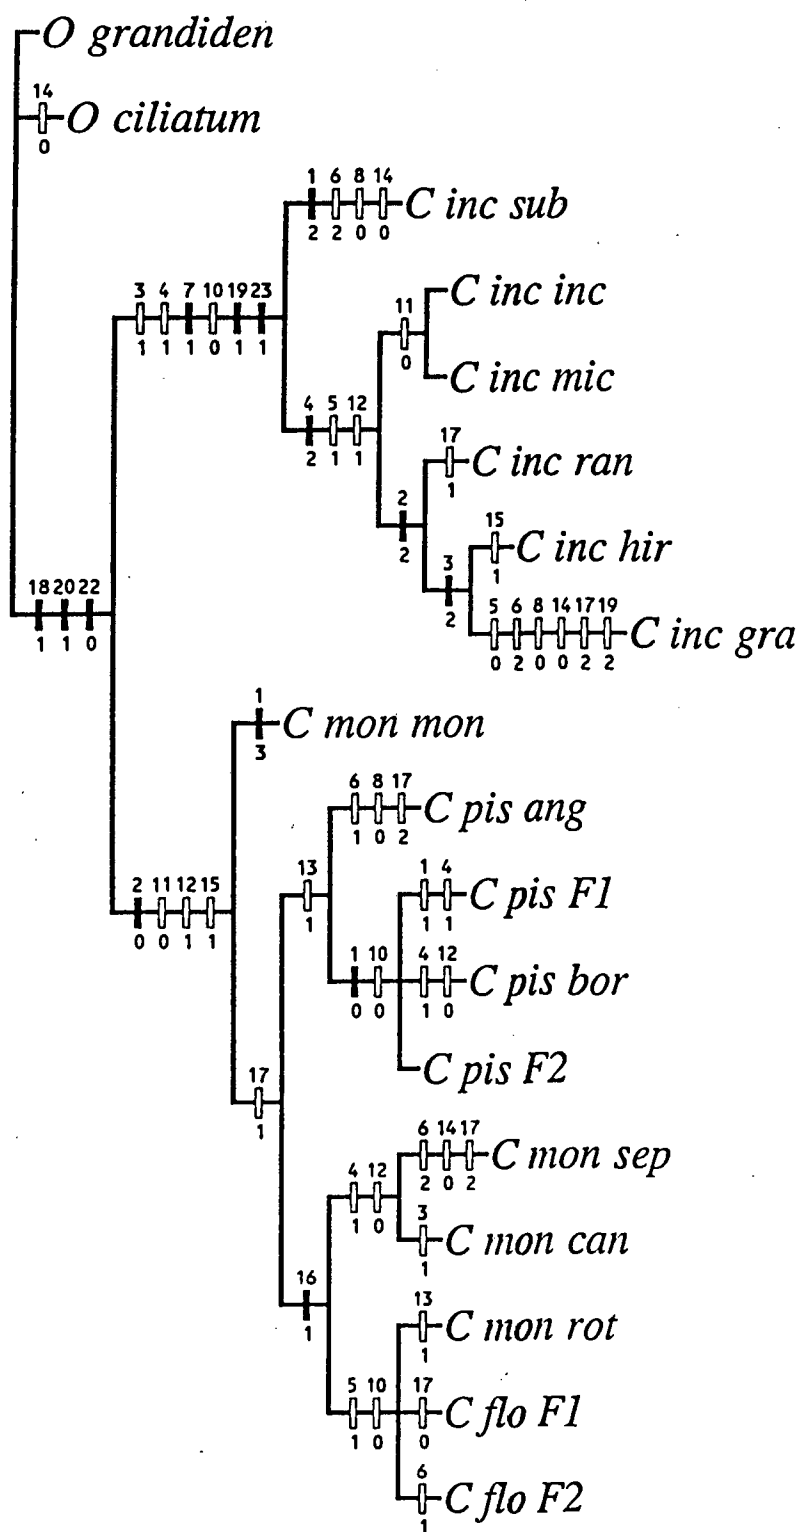 O grandiden
14
O ciliatum
0
1 6 8 14
C inc sub
2 2 0 0
3 4 7 10 19 23
1 1 1 0 1 1
C inc inc
11
0
C inc mic
4 5 12
2 1 1
17
C inc ran
1
2
2
15
C inc hir
1
3
2
5 6 8 14 17 19
C inc gra
0 2 0 0 2 2
18 20 22
1 1 0
1
C mon mon
3
6 8 17
C pis ang
1 0 2
13
1
1 4
C pis F1
1 1
2 11 12 15
0 0 1 1
1 10
0 0
4 12
C pis bor
1 0
C pis F2
17
1
6 14 17
C mon sep
2 0 2
4 12
1 0
3
C mon can
1
16
1
13
C mon rot
1
5 10
1 0
17
C flo F1
0
6
C flo F2
1